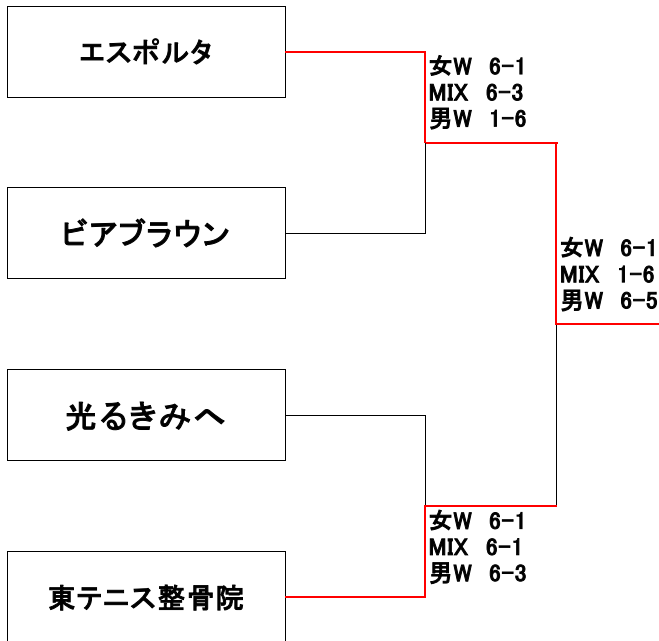 エスポルタ
女W 6-1
MIX 6-3
男W 1-6
ビアブラウン
女W 6-1
MIX 1-6
男W 6-5
光るきみへ
女W 6-1
MIX 6-1
男W 6-3
東テニス整骨院